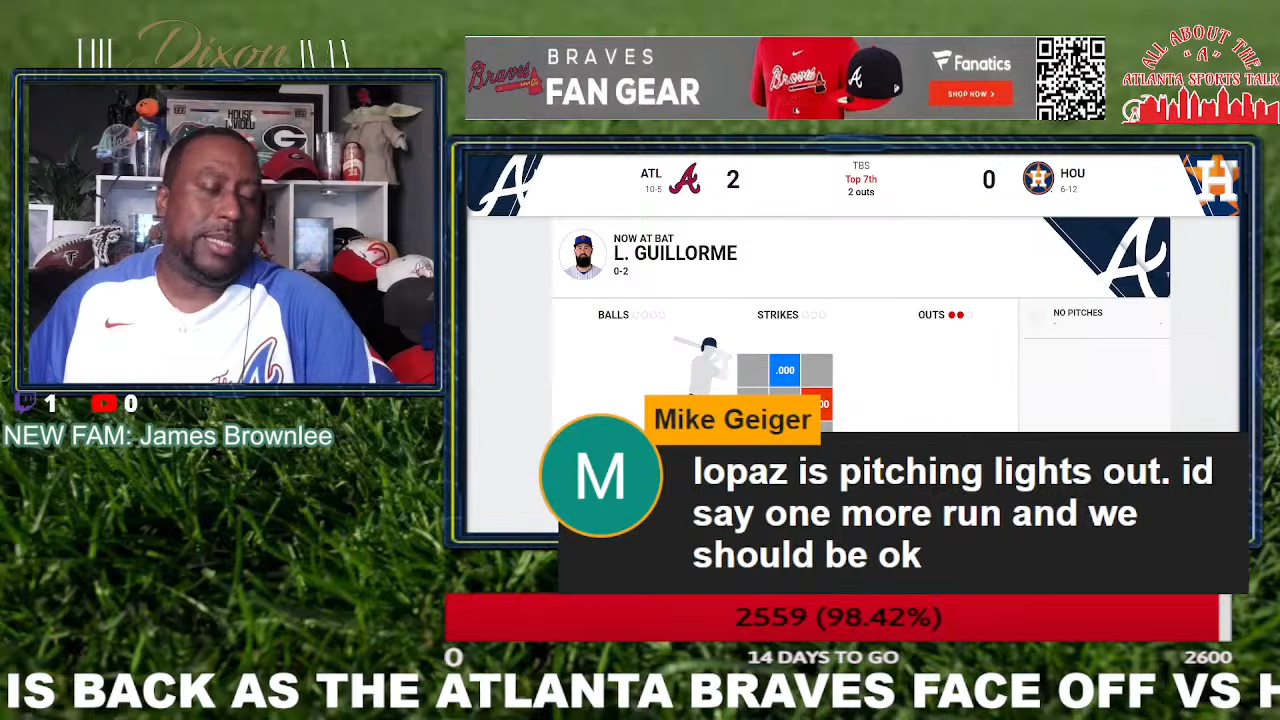 Dixon
BRAVES
FAN GEAR
Braves
Braves
A
Fanatics
SHOP NOW >
ALL ABOUT THE
"A"
ATLANTA SPORTS TALK
HOUSE
DIVIDED
G
ATL
10-5
2
TBS
Top 7th
2 outs
0
HOU
6-12
H
NOW AT BAT
L. GUILLORME
0-2
BALLS
STRIKES
OUTS
NO PITCHES
.000
1
0
NEW FAM: James Brownlee
Mike Geiger
M
lopaz is pitching lights out. id
say one more run and we
should be ok
2559 (98.42%)
0
14 DAYS TO GO
2600
IS BACK AS THE ATLANTA BRAVES FACE OFF VS H